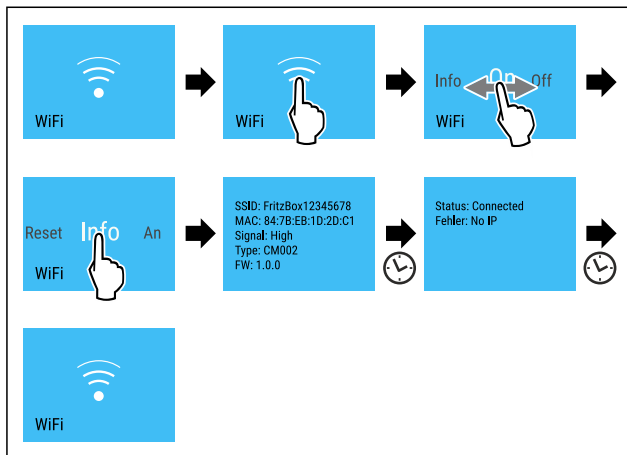 WiFi
WiFi
Info On Off
WiFi
Reset Info An
WiFi
SSID: FritzBox12345678
MAC: 84:7B:EB:1D:2D:C1
Signal: High
Type: CM002
FW: 1.0.0
Status: Connected
Fehler: No IP
WiFi